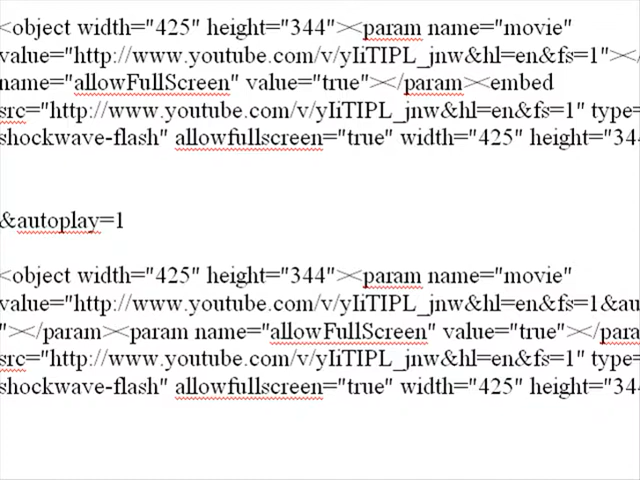 <object width="425" height="344"><param name="movie"
value="http://www.youtube.com/v/yIiTIPL_jnw&hl=en&fs=1"></
name="allowFullScreen" value="true"></param><embed
src="http://www.youtube.com/v/yIiTIPL_jnw&hl=en&fs=1" type=
shockwave-flash" allowfullscreen="true" width="425" height="34
&autoplay=1
<object width="425" height="344"><param name="movie"
value="http://www.youtube.com/v/yIiTIPL_jnw&hl=en&fs=1&au
"></param><param name="allowFullScreen" value="true"></para
src="http://www.youtube.com/v/yIiTIPL_jnw&hl=en&fs=1" type=
shockwave-flash" allowfullscreen="true" width="425" height="344